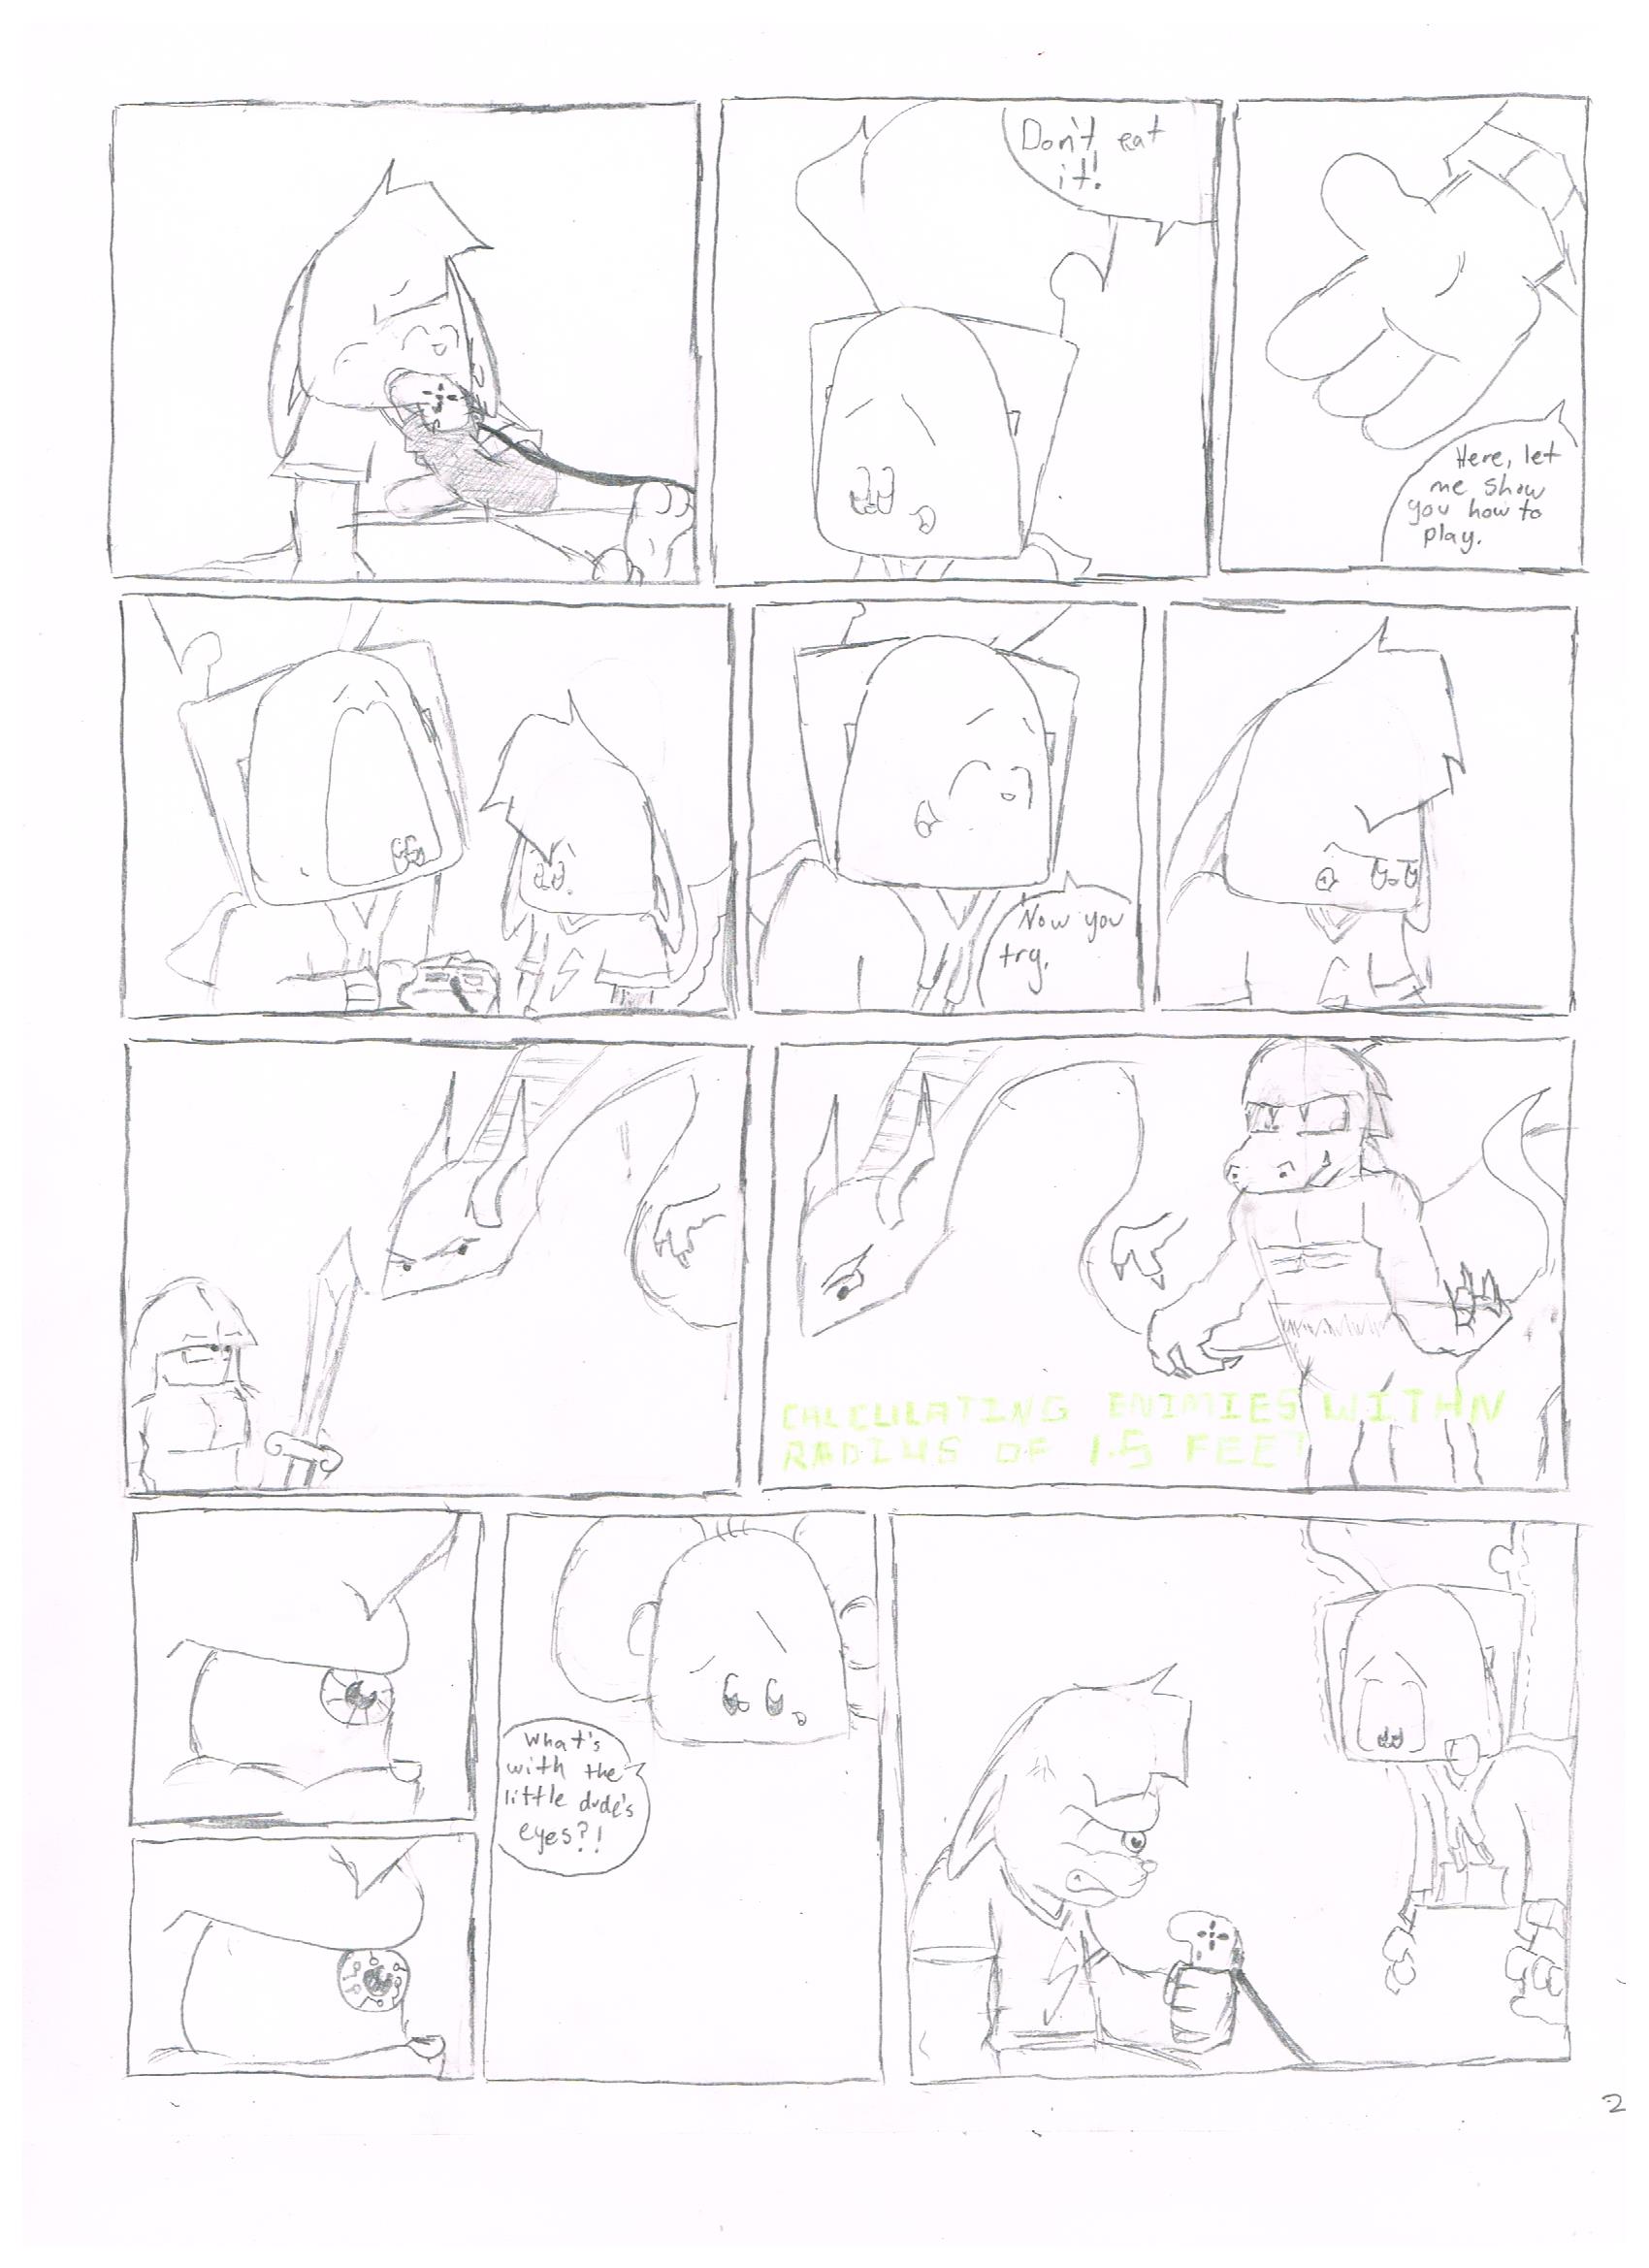 Don't eat
it!
Here, let
me show
you how to
play.
Now you
try.
CALCULATING ENIMIES WITHN
RADIUS OF 1.5 FEET
What's
with the
little dude's
eyes?!
2